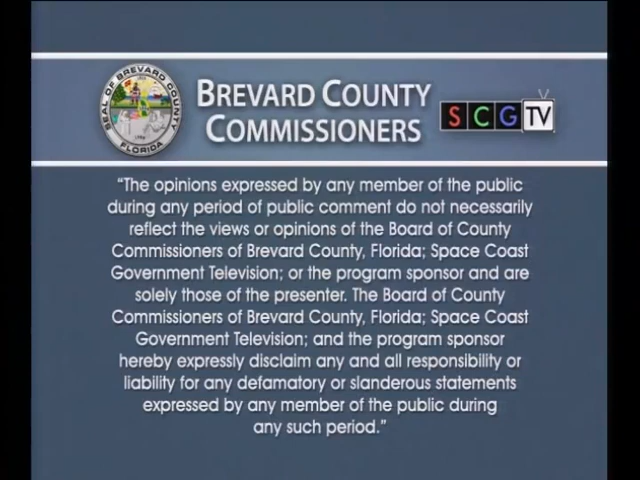 SEAL OF BREVARD COUNTY
FLORIDA
BREVARD COUNTY
COMMISSIONERS
SCGTV
“The opinions expressed by any member of the public
during any period of public comment do not necessarily
reflect the views or opinions of the Board of County
Commissioners of Brevard County, Florida; Space Coast
Government Television; or the program sponsor and are
solely those of the presenter. The Board of County
Commissioners of Brevard County, Florida; Space Coast
Government Television; and the program sponsor
hereby expressly disclaim any and all responsibility or
liability for any defamatory or slanderous statements
expressed by any member of the public during
any such period.”